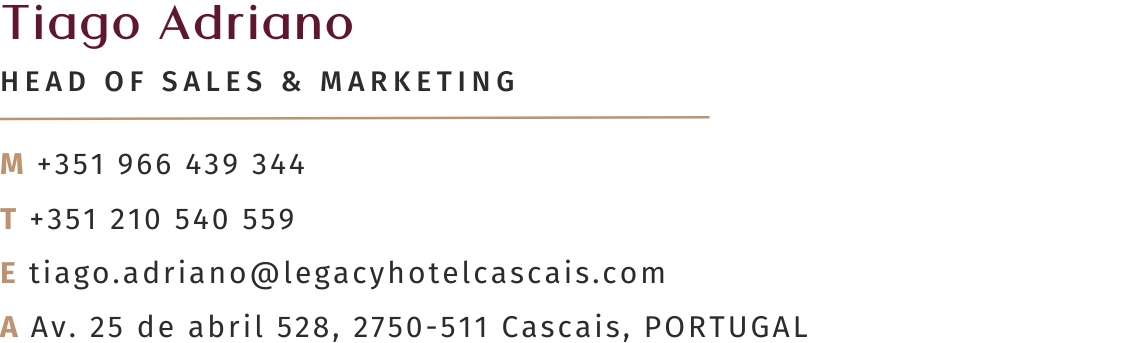 Tiago Adriano
HEAD OF SALES & MARKETING
M +351 966 439 344
T +351 210 540 559
E tiago.adriano@legacyhotelcascais.com
A Av. 25 de abril 528, 2750-511 Cascais, PORTUGAL